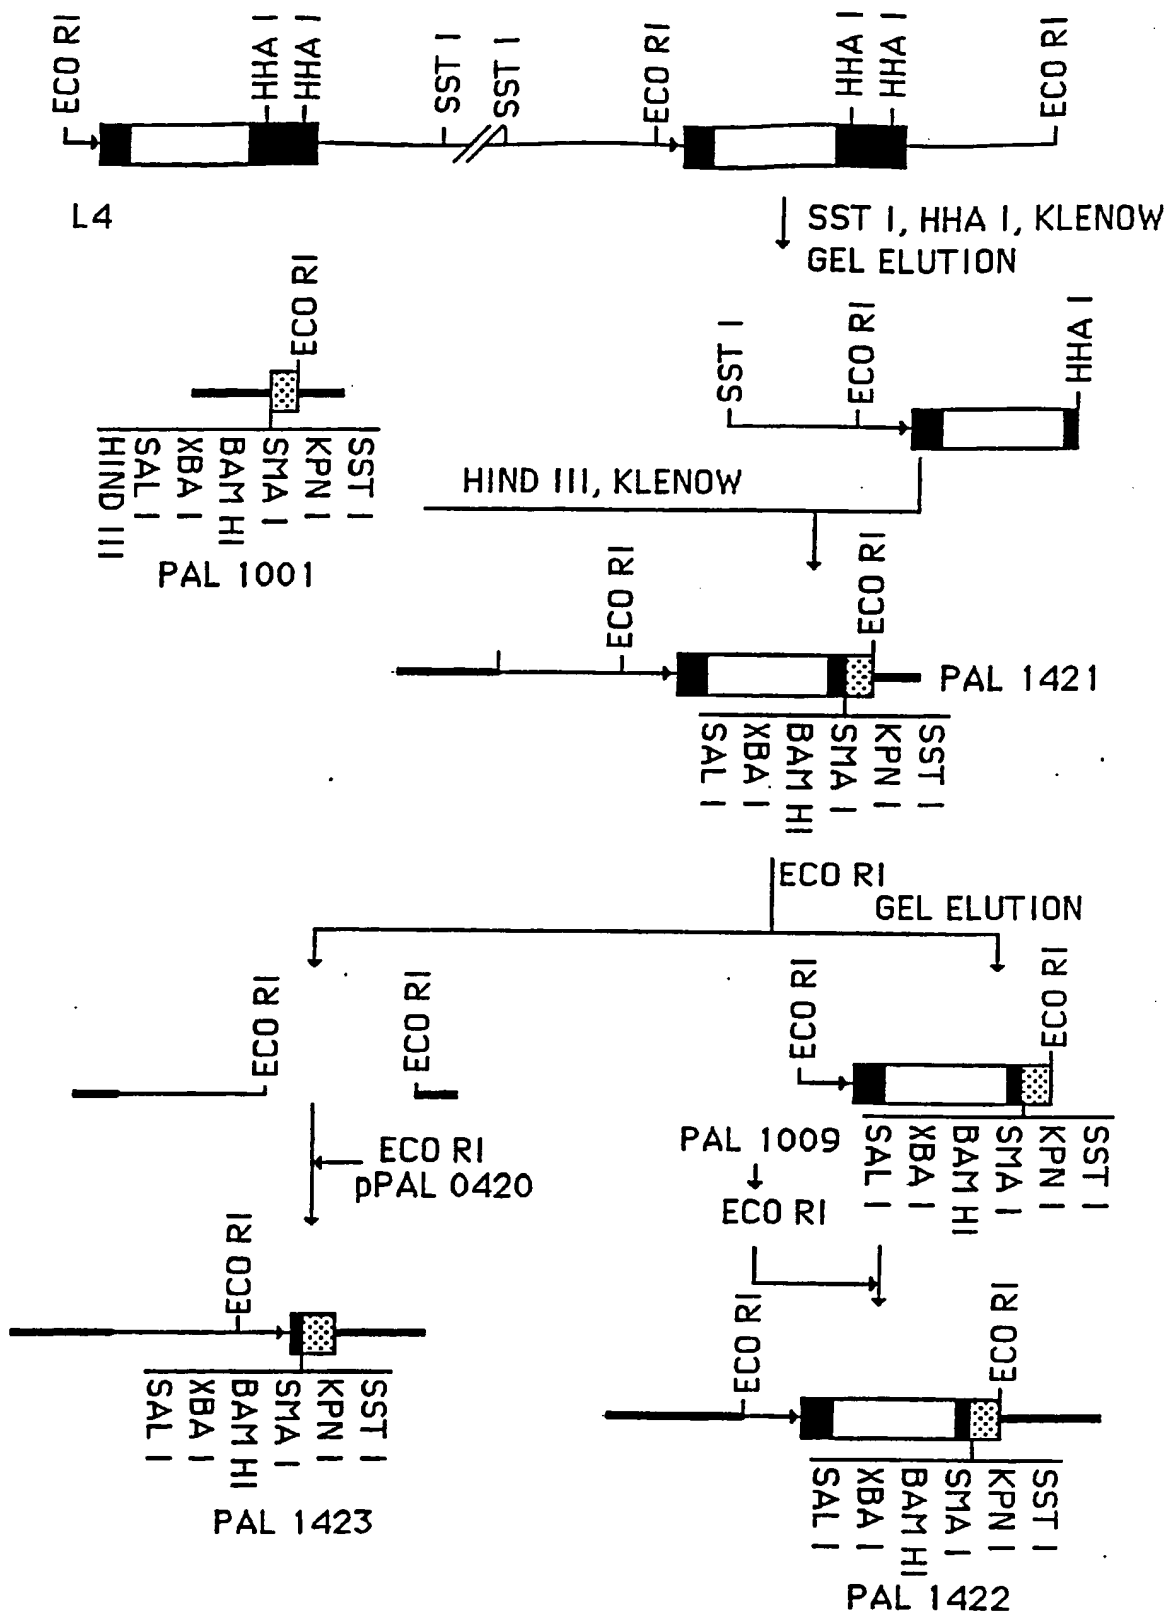 ECO RI
HHA I
HHA I
SST I
SST I
ECO RI
HHA I
HHA I
ECO RI
L4
SST I, HHA I, KLENOW
GEL ELUTION
ECO RI
HIND III
SAL I
XBA I
BAM HI
SMA I
KPN I
SST I
PAL 1001
SST I
ECO RI
HHA I
HIND III, KLENOW
ECO RI
ECO RI
PAL 1421
SAL I
XBA I
BAM HI
SMA I
KPN I
SST I
ECO RI
GEL ELUTION
ECO RI
ECO RI
ECO RI
ECO RI
ECO RI
pPAL 0420
PAL 1009
ECO RI
SAL I
XBA I
BAM HI
SMA I
KPN I
SST I
ECO RI
SAL I
XBA I
BAM HI
SMA I
KPN I
SST I
PAL 1423
ECO RI
ECO RI
SAL I
XBA I
BAM HI
SMA I
KPN I
SST I
PAL 1422